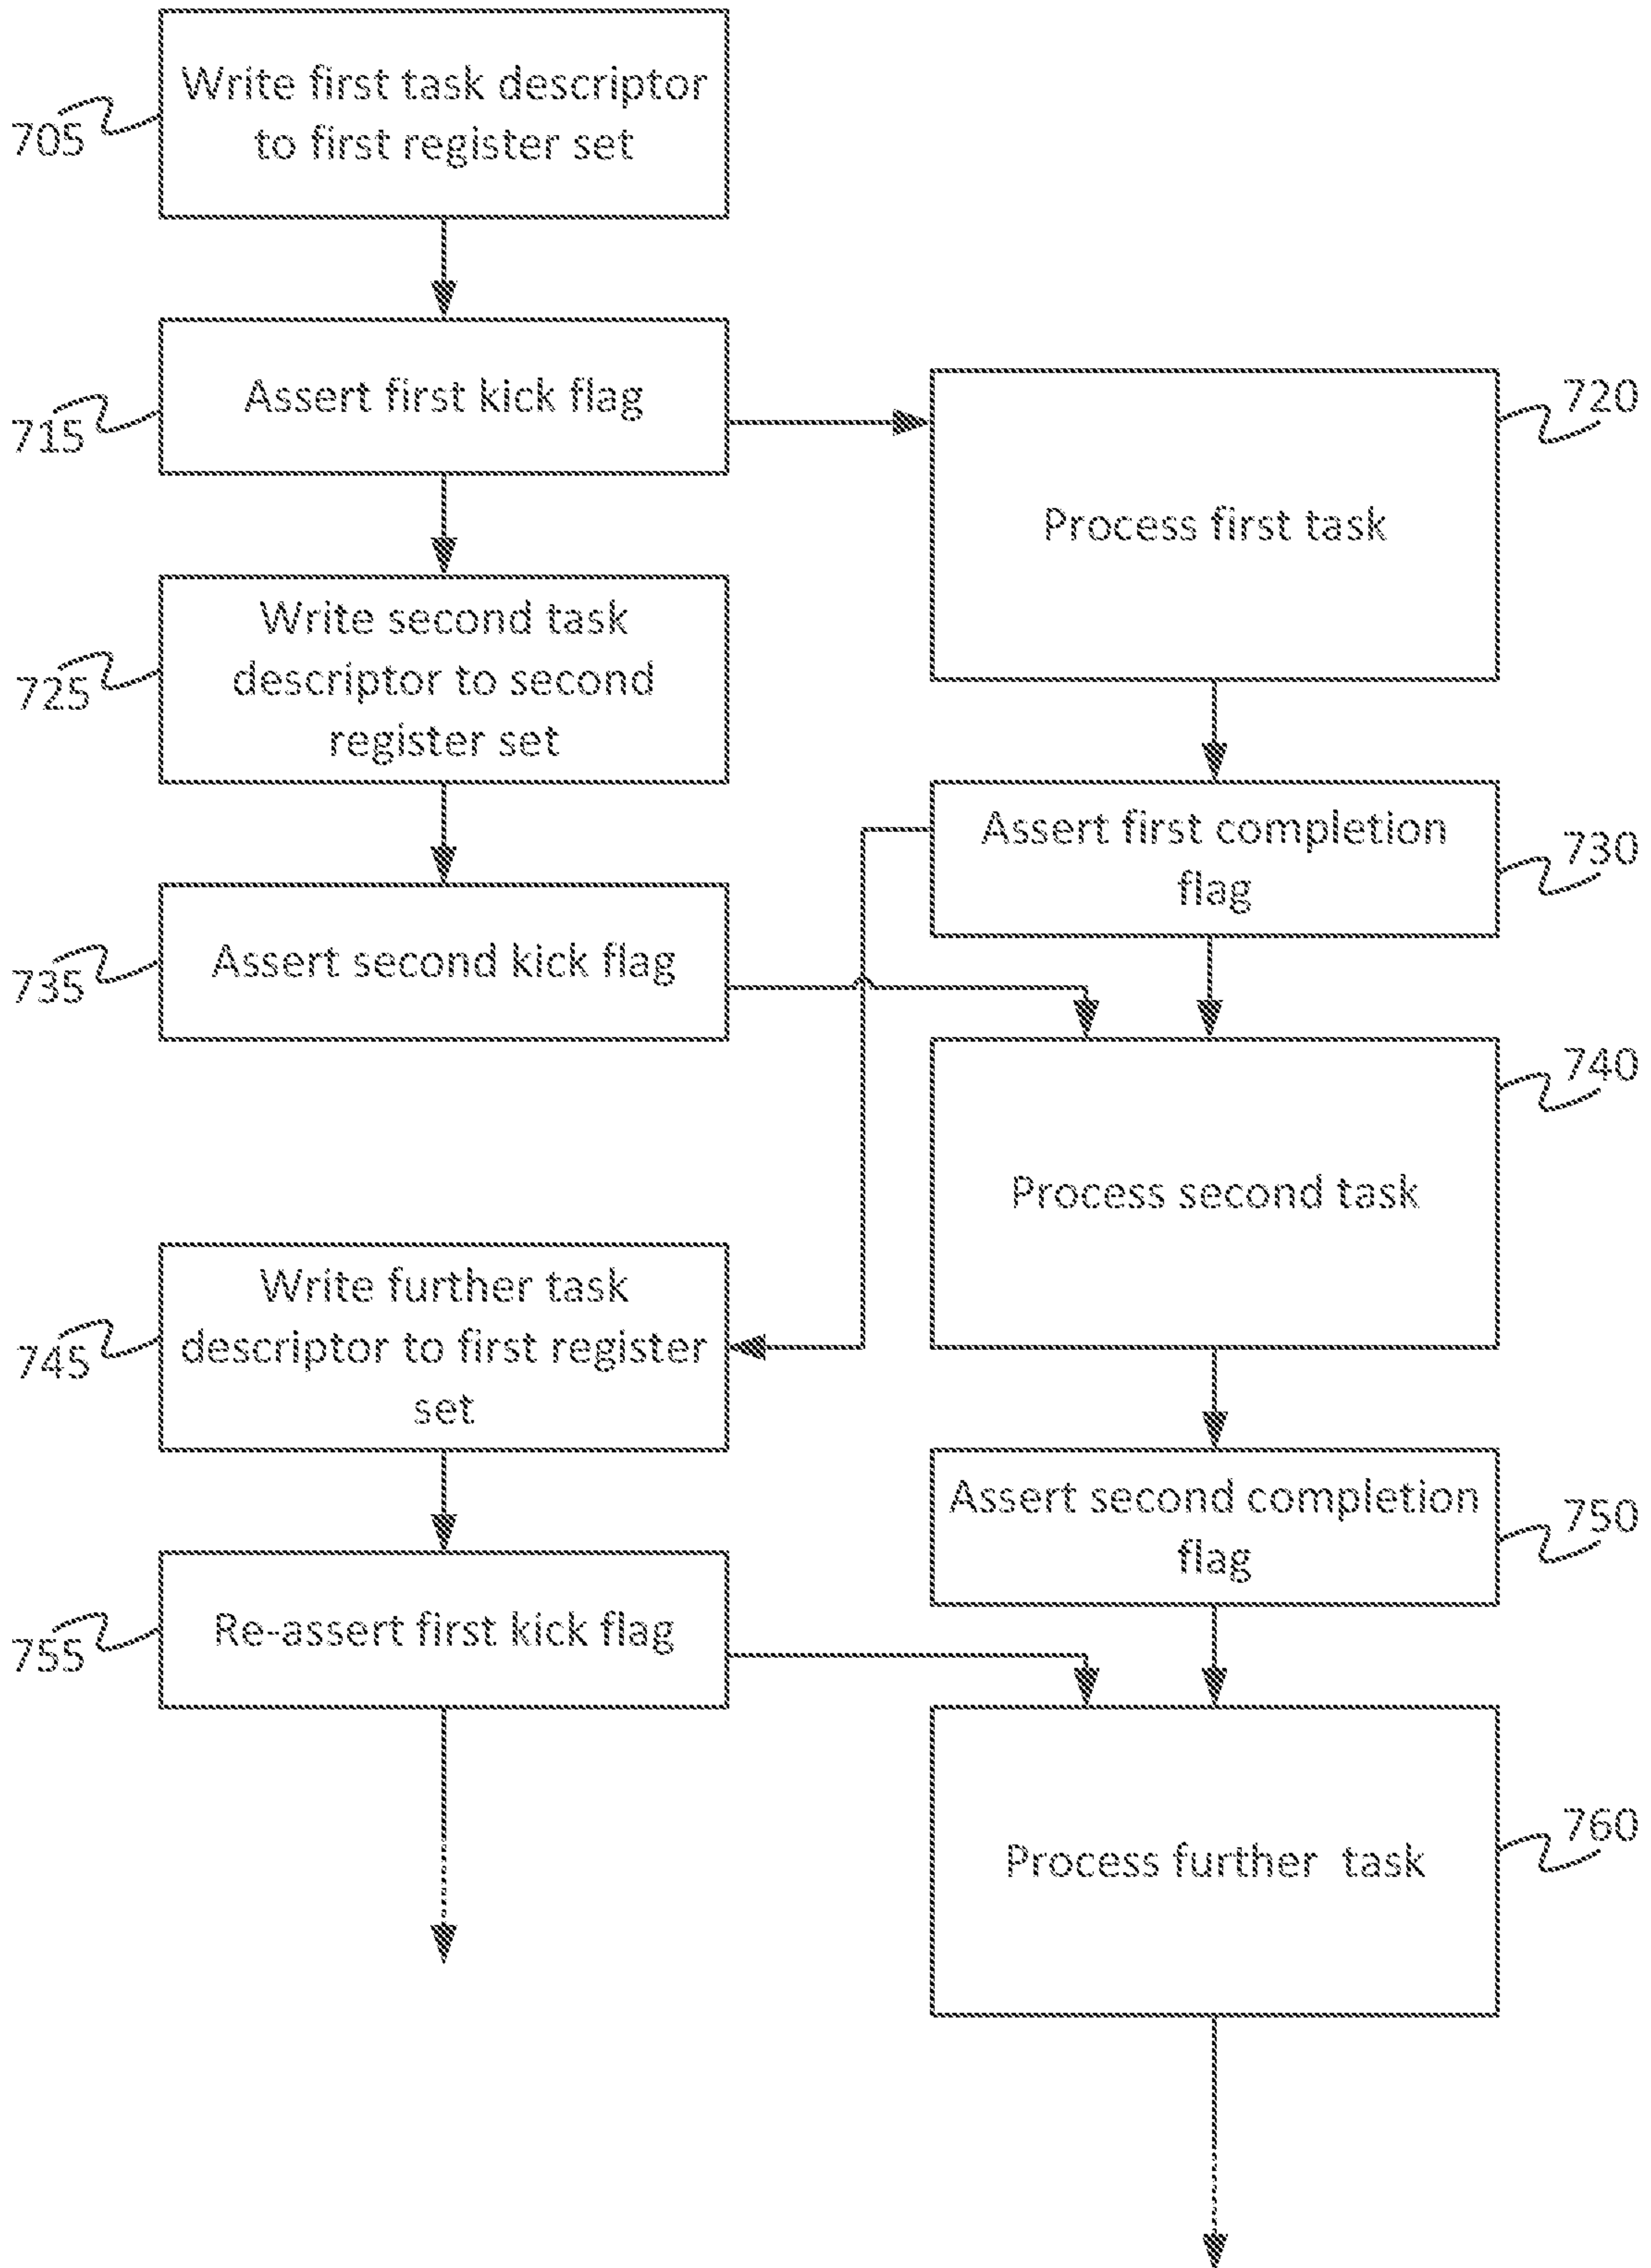 Write first task descriptor
to first register set
705
Assert first kick flag
715
Process first task
720
Write second task
descriptor to second
register set
725
Assert first completion
flag
730
Assert second kick flag
735
Process second task
740
Write further task
descriptor to first register
set
745
Assert second completion
flag
750
Re-assert first kick flag
755
Process further task
760